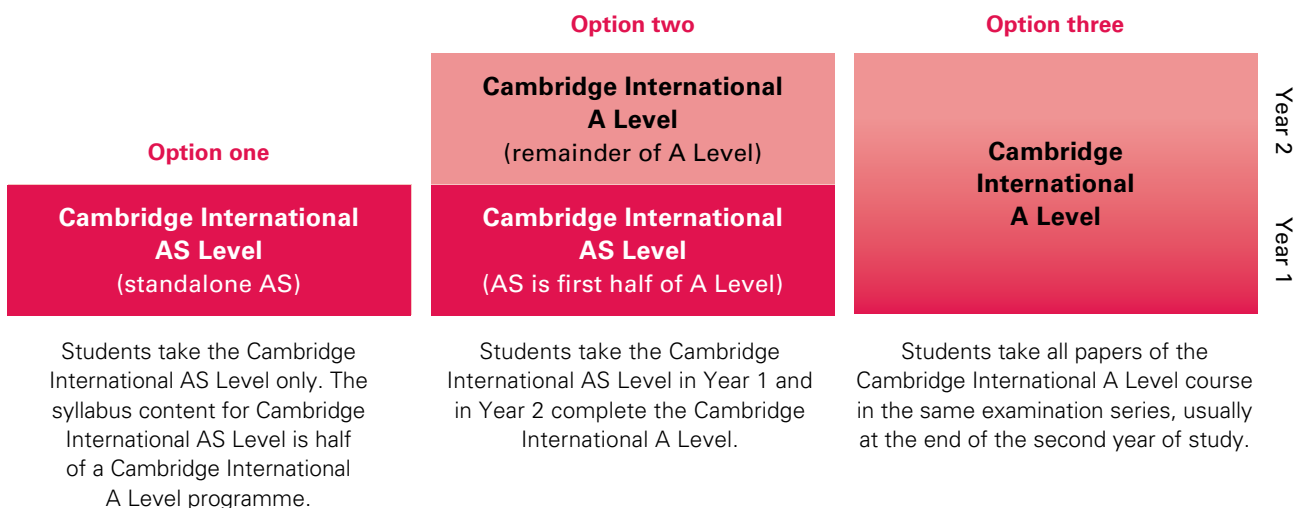 Option one
Cambridge International
AS Level
(standalone AS)
Students take the Cambridge
International AS Level only. The
syllabus content for Cambridge
International AS Level is half
of a Cambridge International
A Level programme.
Option two
Cambridge International
A Level
(remainder of A Level)
Cambridge International
AS Level
(AS is first half of A Level)
Students take the Cambridge
International AS Level in Year 1 and
in Year 2 complete the Cambridge
International A Level.
Option three
Cambridge
International
A Level
Students take all papers of the
Cambridge International A Level course
in the same examination series, usually
at the end of the second year of study.
Year 2
Year 1